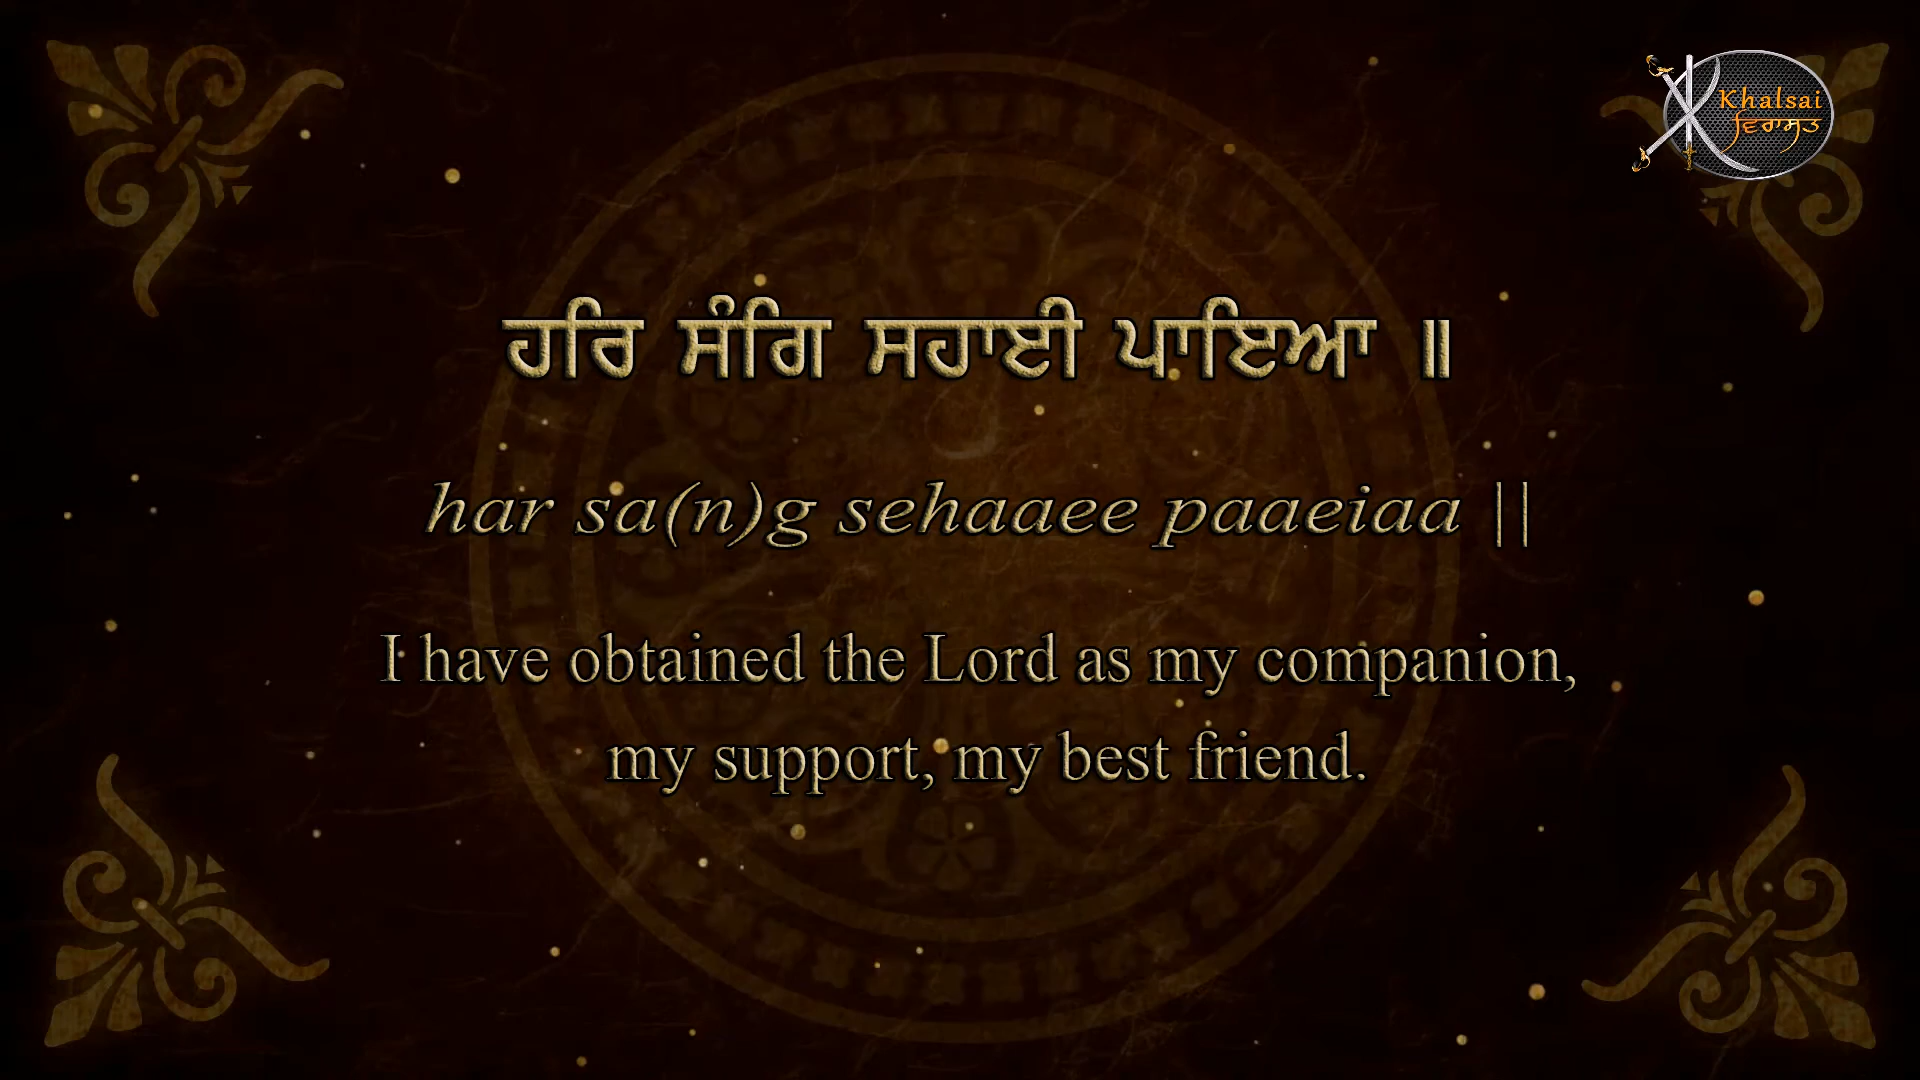 Khalsai
ਵਿਰਾਸਤ
ਹਰਿ ਸੰਗਿ ਸਹਾਈ ਪਾਇਆ ॥
har sa(n)g sehaaee paaeiaa ||
I have obtained the Lord as my companion,
my support, my best friend.